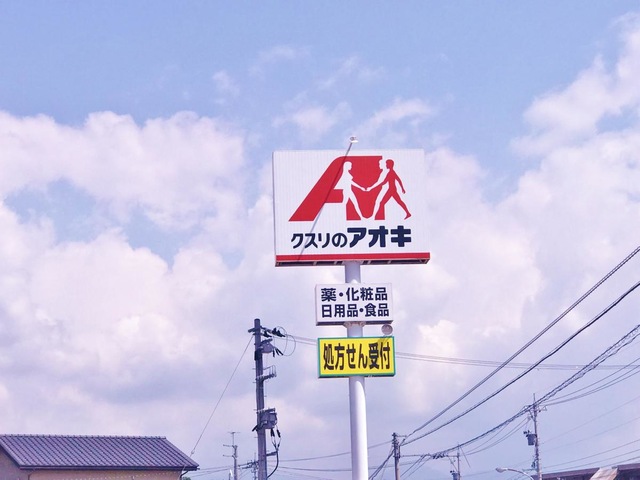 クスリのアオキ
薬・化粧品
日用品・食品
処方せん受付